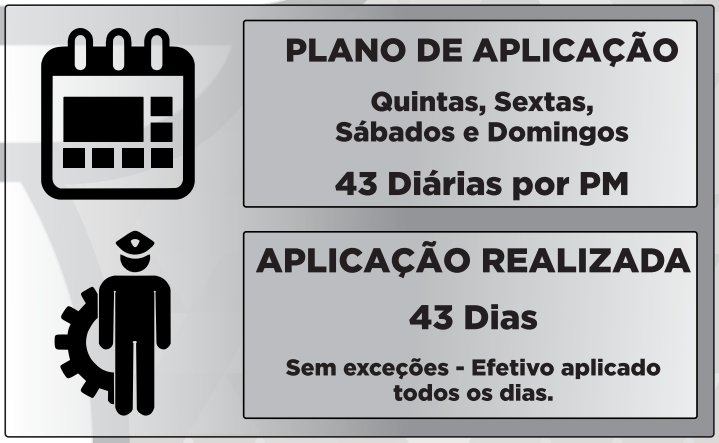 PLANO DE APLICAÇÃO
Quintas, Sextas,
Sábados e Domingos
43 Diárias por PM
APLICAÇÃO REALIZADA
43 Dias
Sem exceções - Efetivo aplicado
todos os dias.